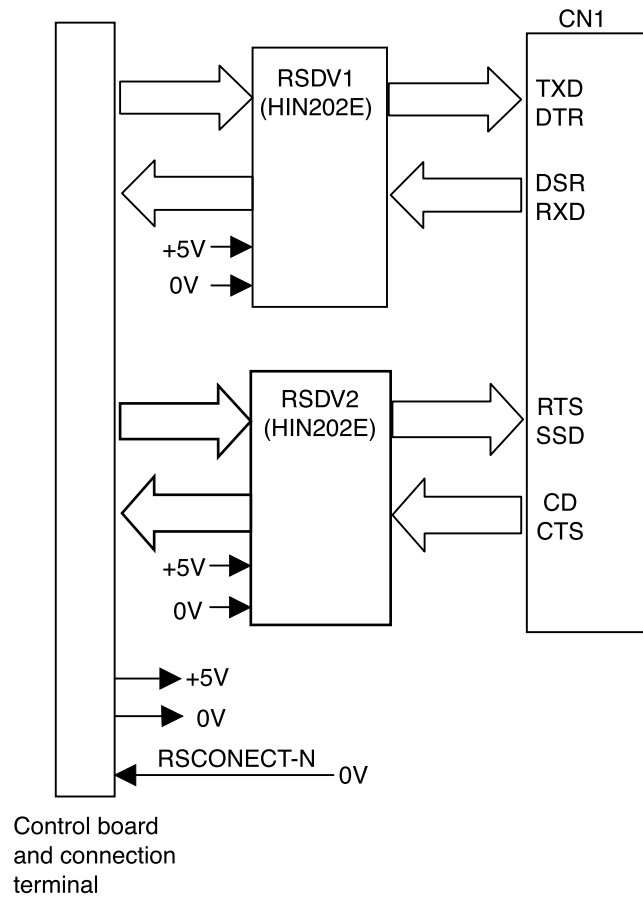 CN1
RSDV1
(HIN202E)
TXD
DTR
DSR
RXD
+5V
0V
RSDV2
(HIN202E)
RTS
SSD
CD
CTS
+5V
0V
+5V
0V
RSCONECT-N
0V
Control board
and connection
terminal